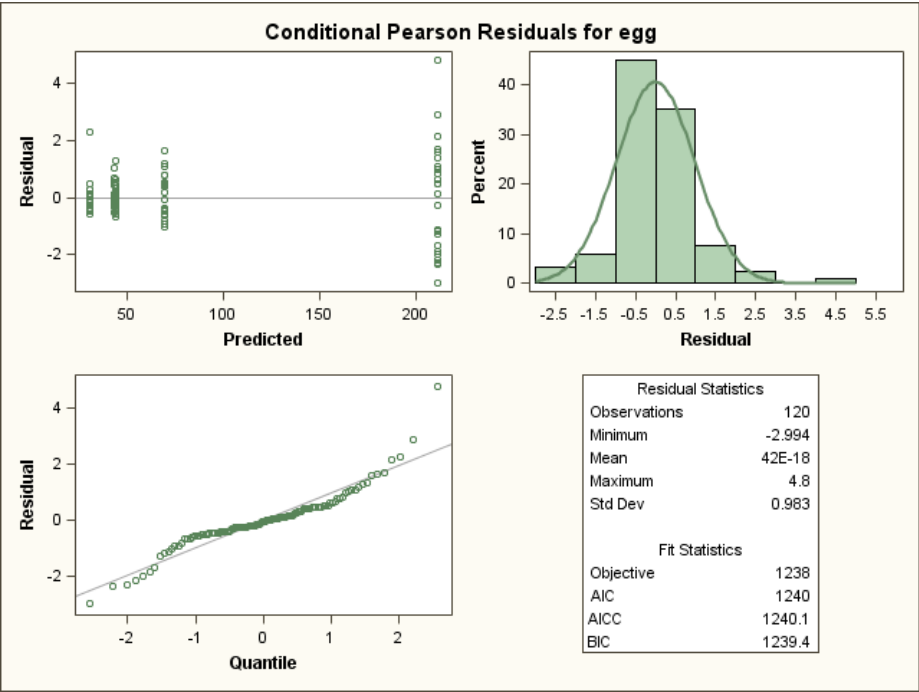 Conditional Pearson Residuals for egg
4
2
0
-2
Residual
50 100 150 200
Predicted
40
30
20
10
0
Percent
-2.5 -1.5 -0.5 0.5 1.5 2.5 3.5 4.5 5.5
Residual
4
2
0
-2
Residual
-2 -1 0 1 2
Quantile
Residual Statistics
Observations 120
Minimum -2.994
Mean 42E-18
Maximum 4.8
Std Dev 0.983
Fit Statistics
Objective 1238
AIC 1240
AICC 1240.1
BIC 1239.4